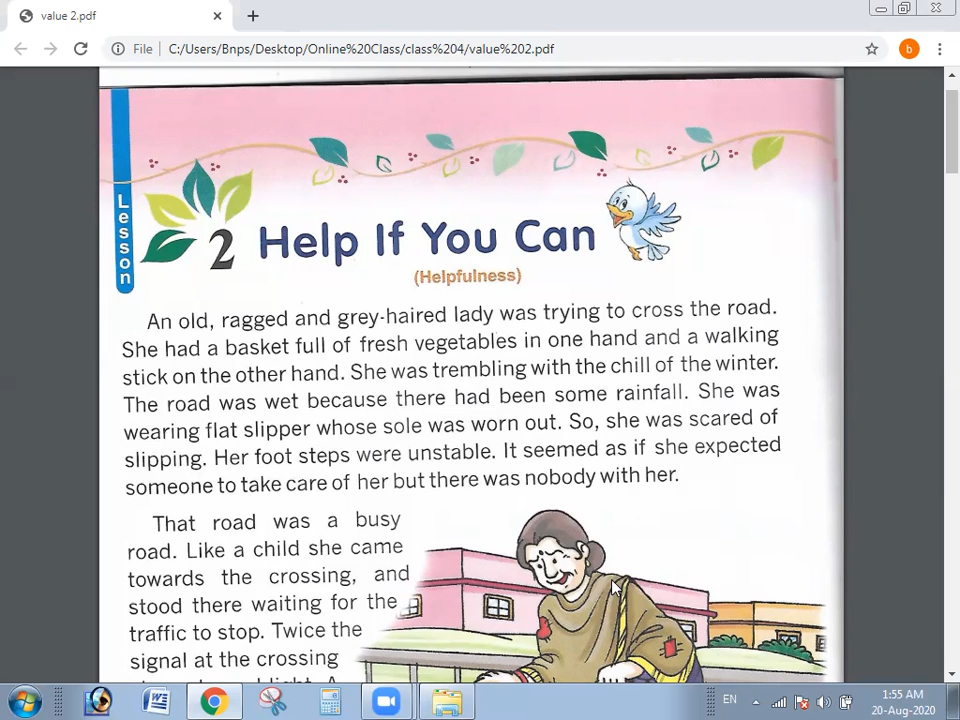 value 2.pdf
File
C:/Users/Bnps/Desktop/Online%20Class/class%204/value%202.pdf
b
Lesson
2 Help If You Can
(Helpfulness)
An old, ragged and grey-haired lady was trying to cross the road.
She had a basket full of fresh vegetables in one hand and a walking
stick on the other hand. She was trembling with the chill of the winter.
The road was wet because there had been some rainfall. She was
wearing flat slipper whose sole was worn out. So, she was scared of
slipping. Her foot steps were unstable. It seemed as if she expected
someone to take care of her but there was nobody with her.
That road was a busy
road. Like a child she came
towards the crossing, and
stood there waiting for the
traffic to stop. Twice the
signal at the crossing
EN
1:55 AM
20-Aug-2020